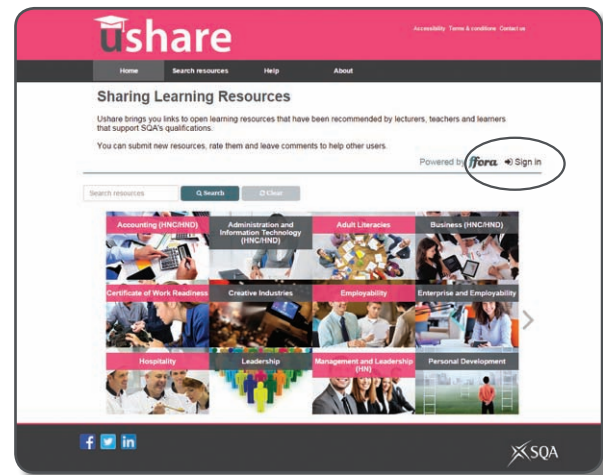 ushare
Accessibility Terms & conditions Contact us
Home Search resources Help About
Sharing Learning Resources
Ushare brings you links to open learning resources that have been recommended by lecturers, teachers and learners
that support SQA's qualifications.
You can submit new resources, rate them and leave comments to help other users.
Powered by ffora Sign in
Search resources Search Clear
Accounting (HNC/HND)
Administration and
Information Technology
(HNC/HND)
Adult Literacies
Business (HNC/HND)
Certificate of Work Readiness
Creative Industries
Employability
Enterprise and Employability
Hospitality
Leadership
Management and Leadership
(HN)
Personal Development
f in
SQA